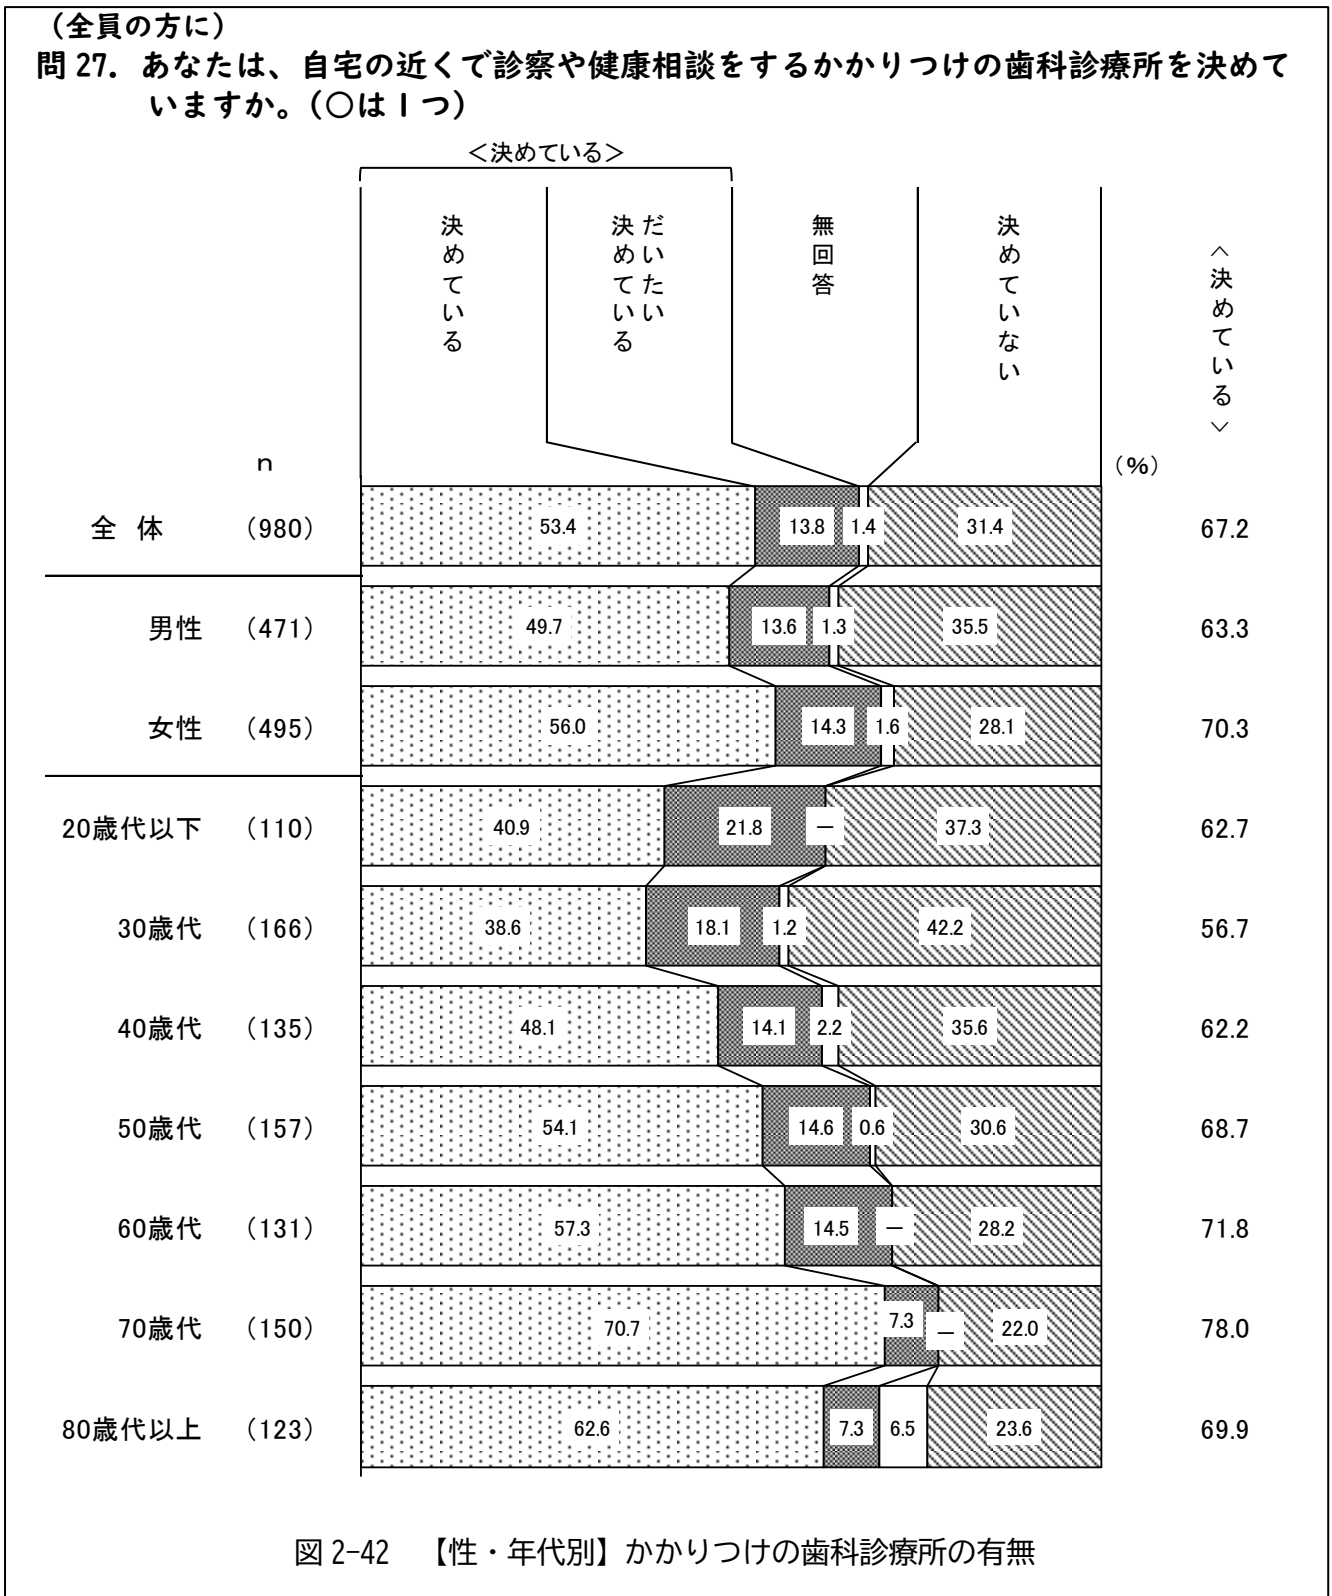 (全員の方に)
問27. あなたは、自宅の近くで診察や健康相談をするかかりつけの歯科診療所を決めて
いますか。(○は1つ)
<決めている>
決めている
だいたい
決めている
無回答
決めていない
<決めている>
n
(%)
全 体 (980) 53.4 13.8 1.4 31.4 67.2
男性 (471) 49.7 13.6 1.3 35.5 63.3
女性 (495) 56.0 14.3 1.6 28.1 70.3
20歳代以下 (110) 40.9 21.8 — 37.3 62.7
30歳代 (166) 38.6 18.1 1.2 42.2 56.7
40歳代 (135) 48.1 14.1 2.2 35.6 62.2
50歳代 (157) 54.1 14.6 0.6 30.6 68.7
60歳代 (131) 57.3 14.5 — 28.2 71.8
70歳代 (150) 70.7 7.3 — 22.0 78.0
80歳代以上 (123) 62.6 7.3 6.5 23.6 69.9
図2-42 【性・年代別】かかりつけの歯科診療所の有無